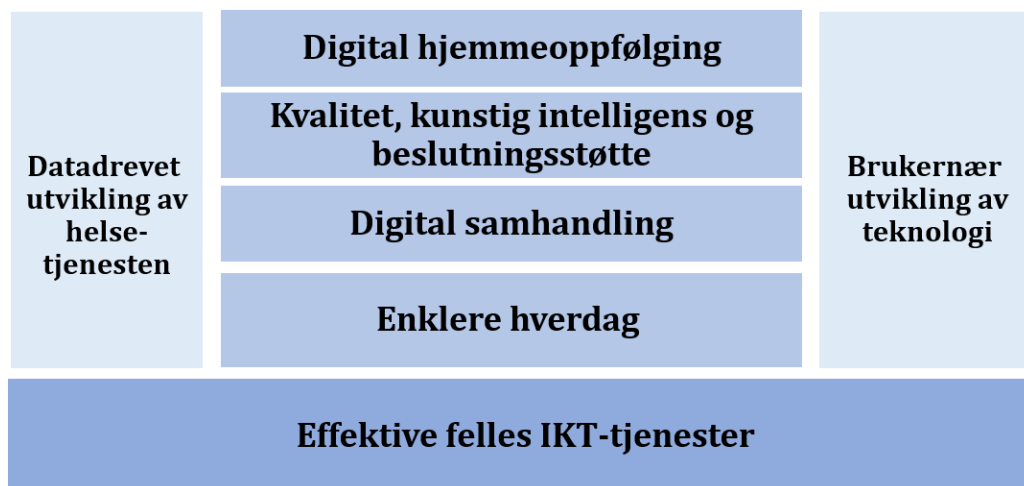 Datadrevet
utvikling av
helse-
tjenesten
Digital hjemmeoppfølging
Kvalitet, kunstig intelligens og
beslutningsstøtte
Digital samhandling
Enklere hverdag
Brukernær
utvikling av
teknologi
Effektive felles IKT-tjenester